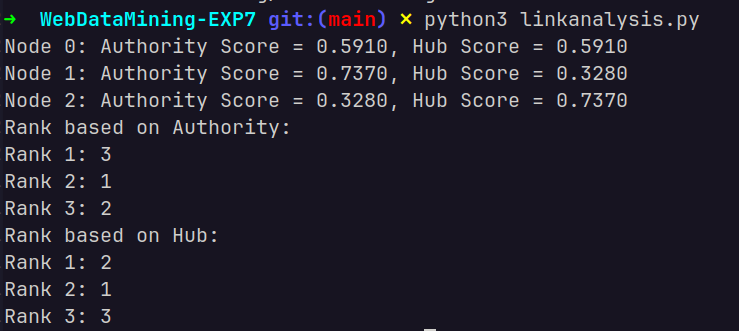 ➜ WebDataMining-EXP7 git:(main) × python3 linkanalysis.py
Node 0: Authority Score = 0.5910, Hub Score = 0.5910
Node 1: Authority Score = 0.7370, Hub Score = 0.3280
Node 2: Authority Score = 0.3280, Hub Score = 0.7370
Rank based on Authority:
Rank 1: 3
Rank 2: 1
Rank 3: 2
Rank based on Hub:
Rank 1: 2
Rank 2: 1
Rank 3: 3